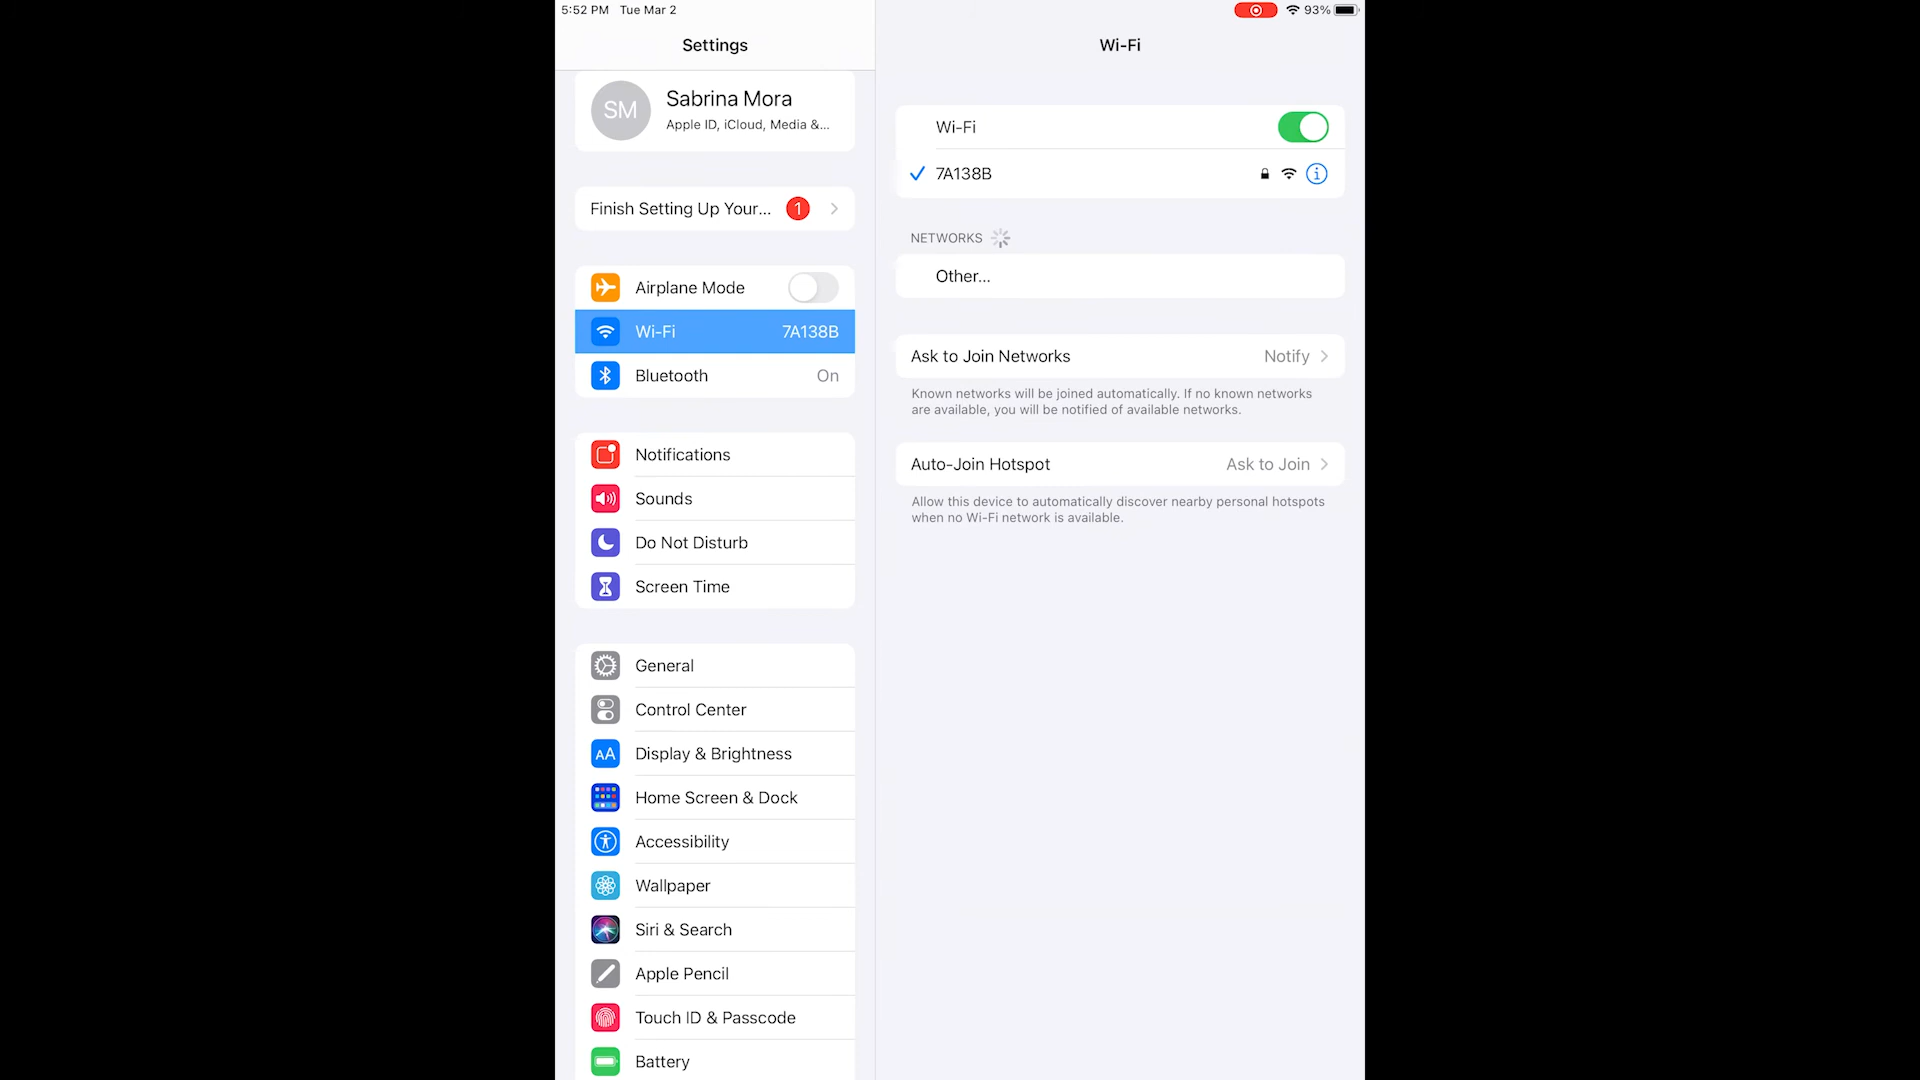 5:52 PM Tue Mar 2
93%
Settings
SM
Sabrina Mora
Apple ID, iCloud, Media &...
Finish Setting Up Your... 1
Airplane Mode
Wi-Fi 7A138B
Bluetooth On
Notifications
Sounds
Do Not Disturb
Screen Time
General
Control Center
AA
Display & Brightness
Home Screen & Dock
Accessibility
Wallpaper
Siri & Search
Apple Pencil
Touch ID & Passcode
Battery
Wi-Fi
Wi-Fi
7A138B
NETWORKS
Other...
Ask to Join Networks Notify
Known networks will be joined automatically. If no known networks
are available, you will be notified of available networks.
Auto-Join Hotspot Ask to Join
Allow this device to automatically discover nearby personal hotspots
when no Wi-Fi network is available.